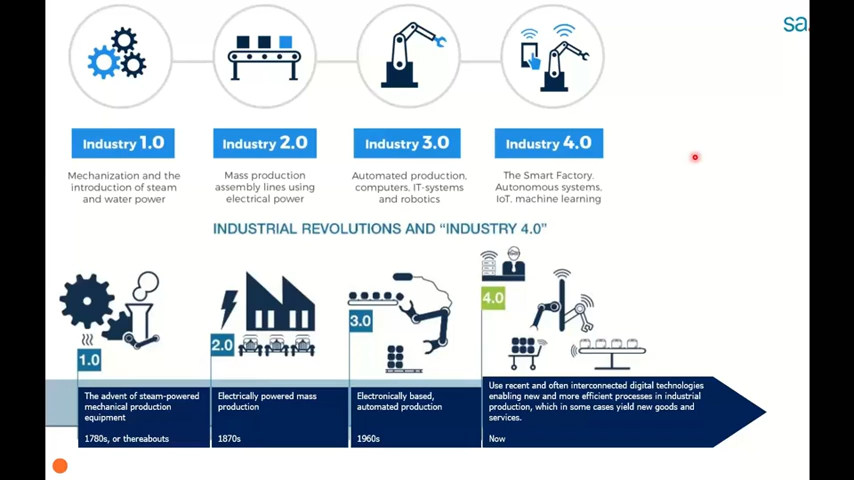 sa
Industry 1.0
Industry 2.0
Industry 3.0
Industry 4.0
Mechanization and the
introduction of steam
and water power
Mass production
assembly lines using
electrical power
Automated production,
computers, IT-systems
and robotics
The Smart Factory.
Autonomous systems,
IoT, machine learning
INDUSTRIAL REVOLUTIONS AND “INDUSTRY 4.0”
1.0
2.0
3.0
4.0
The advent of steam-powered
mechanical production
equipment
1780s, or thereabouts
Electrically powered mass
production
1870s
Electronically based,
automated production
1960s
Use recent and often interconnected digital technologies
enabling new and more efficient processes in industrial
production, which in some cases yield new goods and
services.
Now